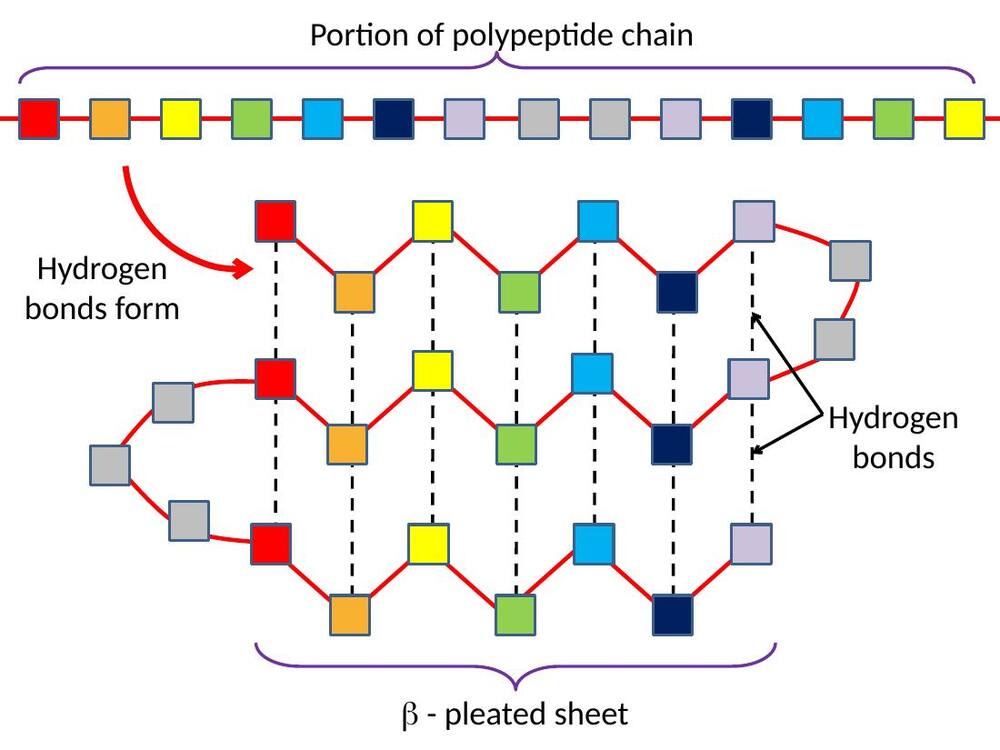 Portion of polypeptide chain
Hydrogen
bonds form
Hydrogen
bonds
β - pleated sheet